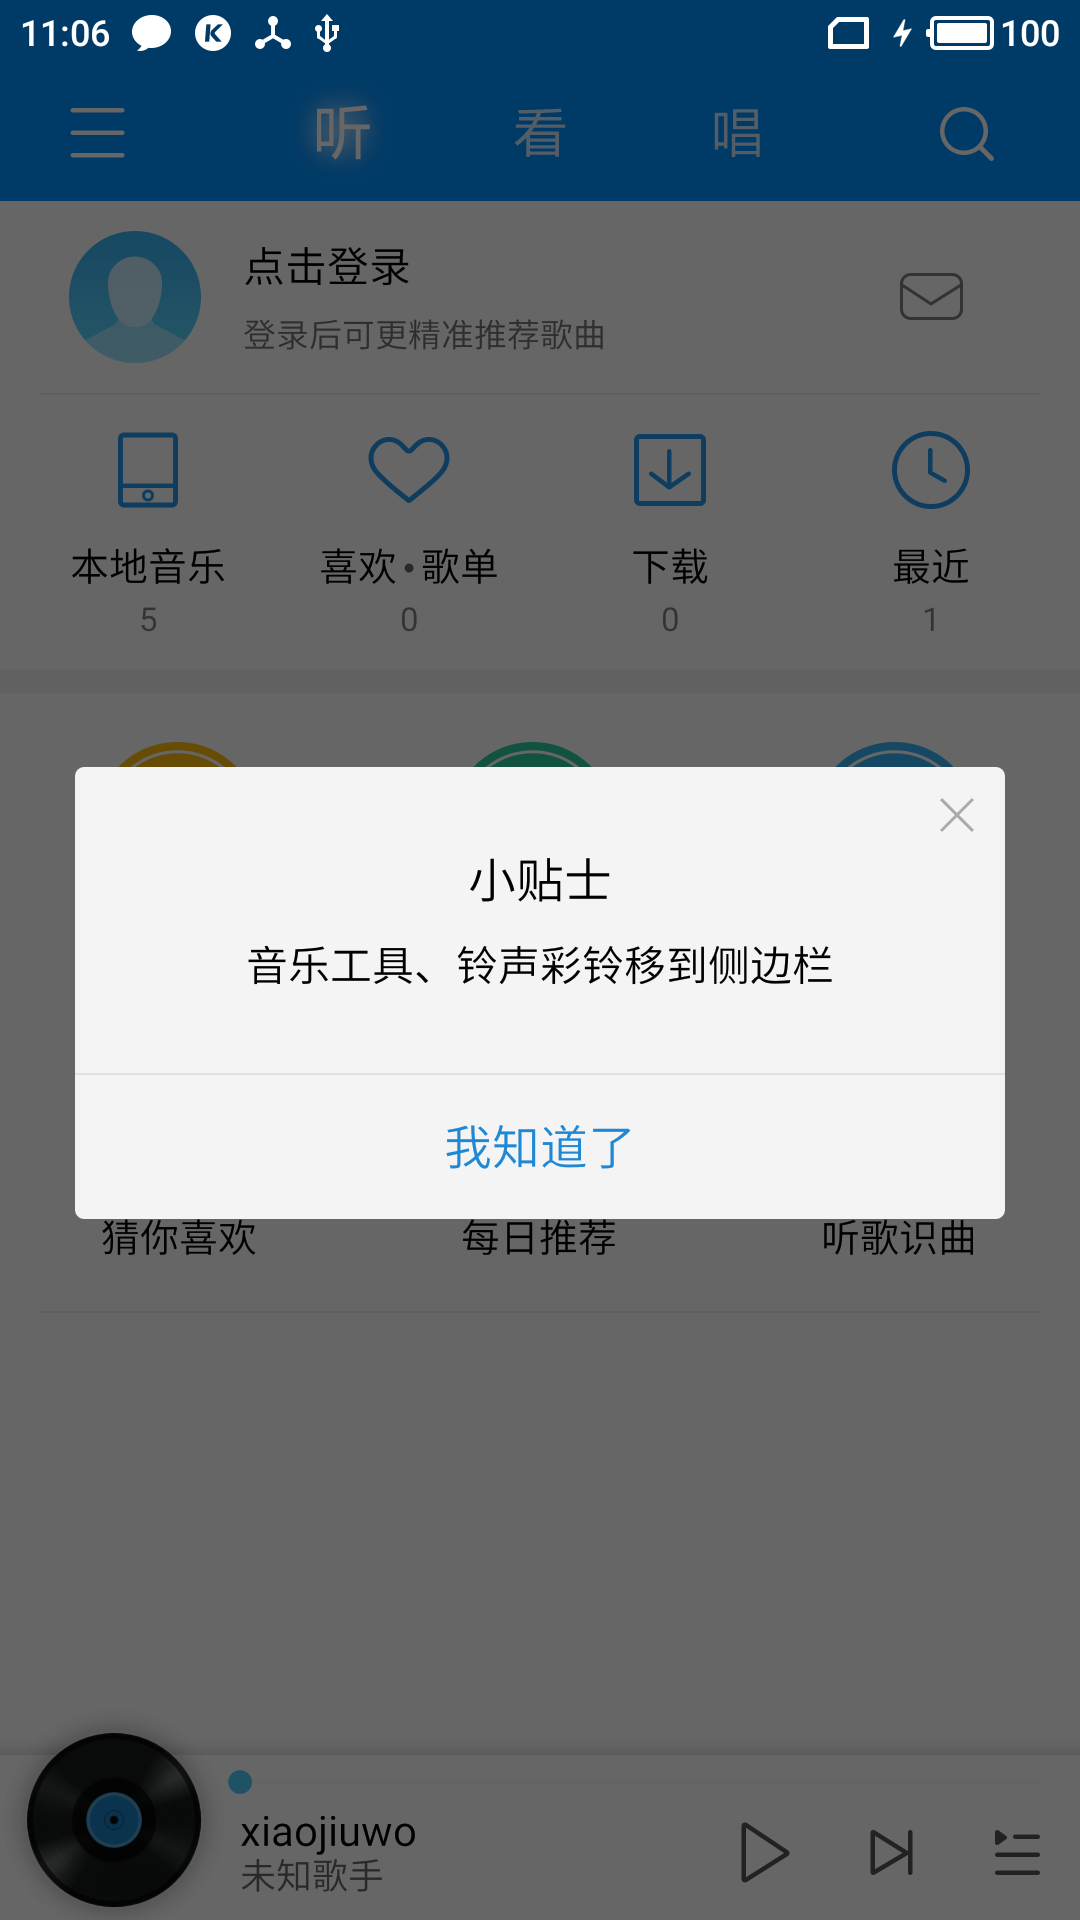 11:06
100
听 看 唱
点击登录
登录后可更精准推荐歌曲
本地音乐 喜欢•歌单 下载 最近
5 0 0 1
小贴士
音乐工具、铃声彩铃移到侧边栏
我知道了
猜你喜欢 每日推荐 听歌识曲
xiaojiuwo
未知歌手